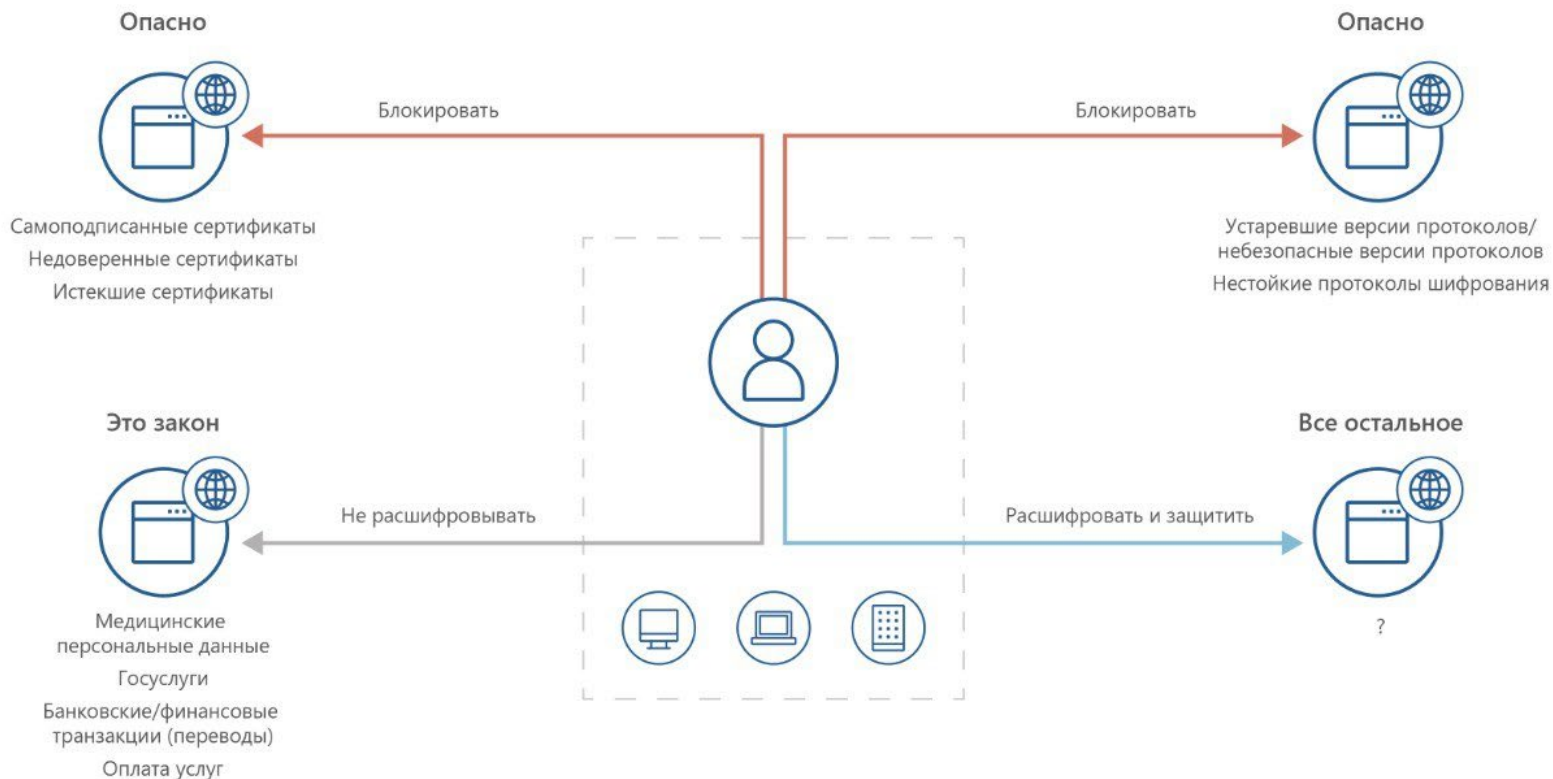 Опасно
Опасно
Блокировать
Блокировать
Самоподписанные сертификаты
Недоверенные сертификаты
Истекшие сертификаты
Устаревшие версии протоколов/
небезопасные версии протоколов
Нестойкие протоколы шифрования
Это закон
Все остальное
Не расшифровывать
Расшифровать и защитить
Медицинские
персональные данные
Госуслуги
Банковские/финансовые
транзакции (переводы)
Оплата услуг
?